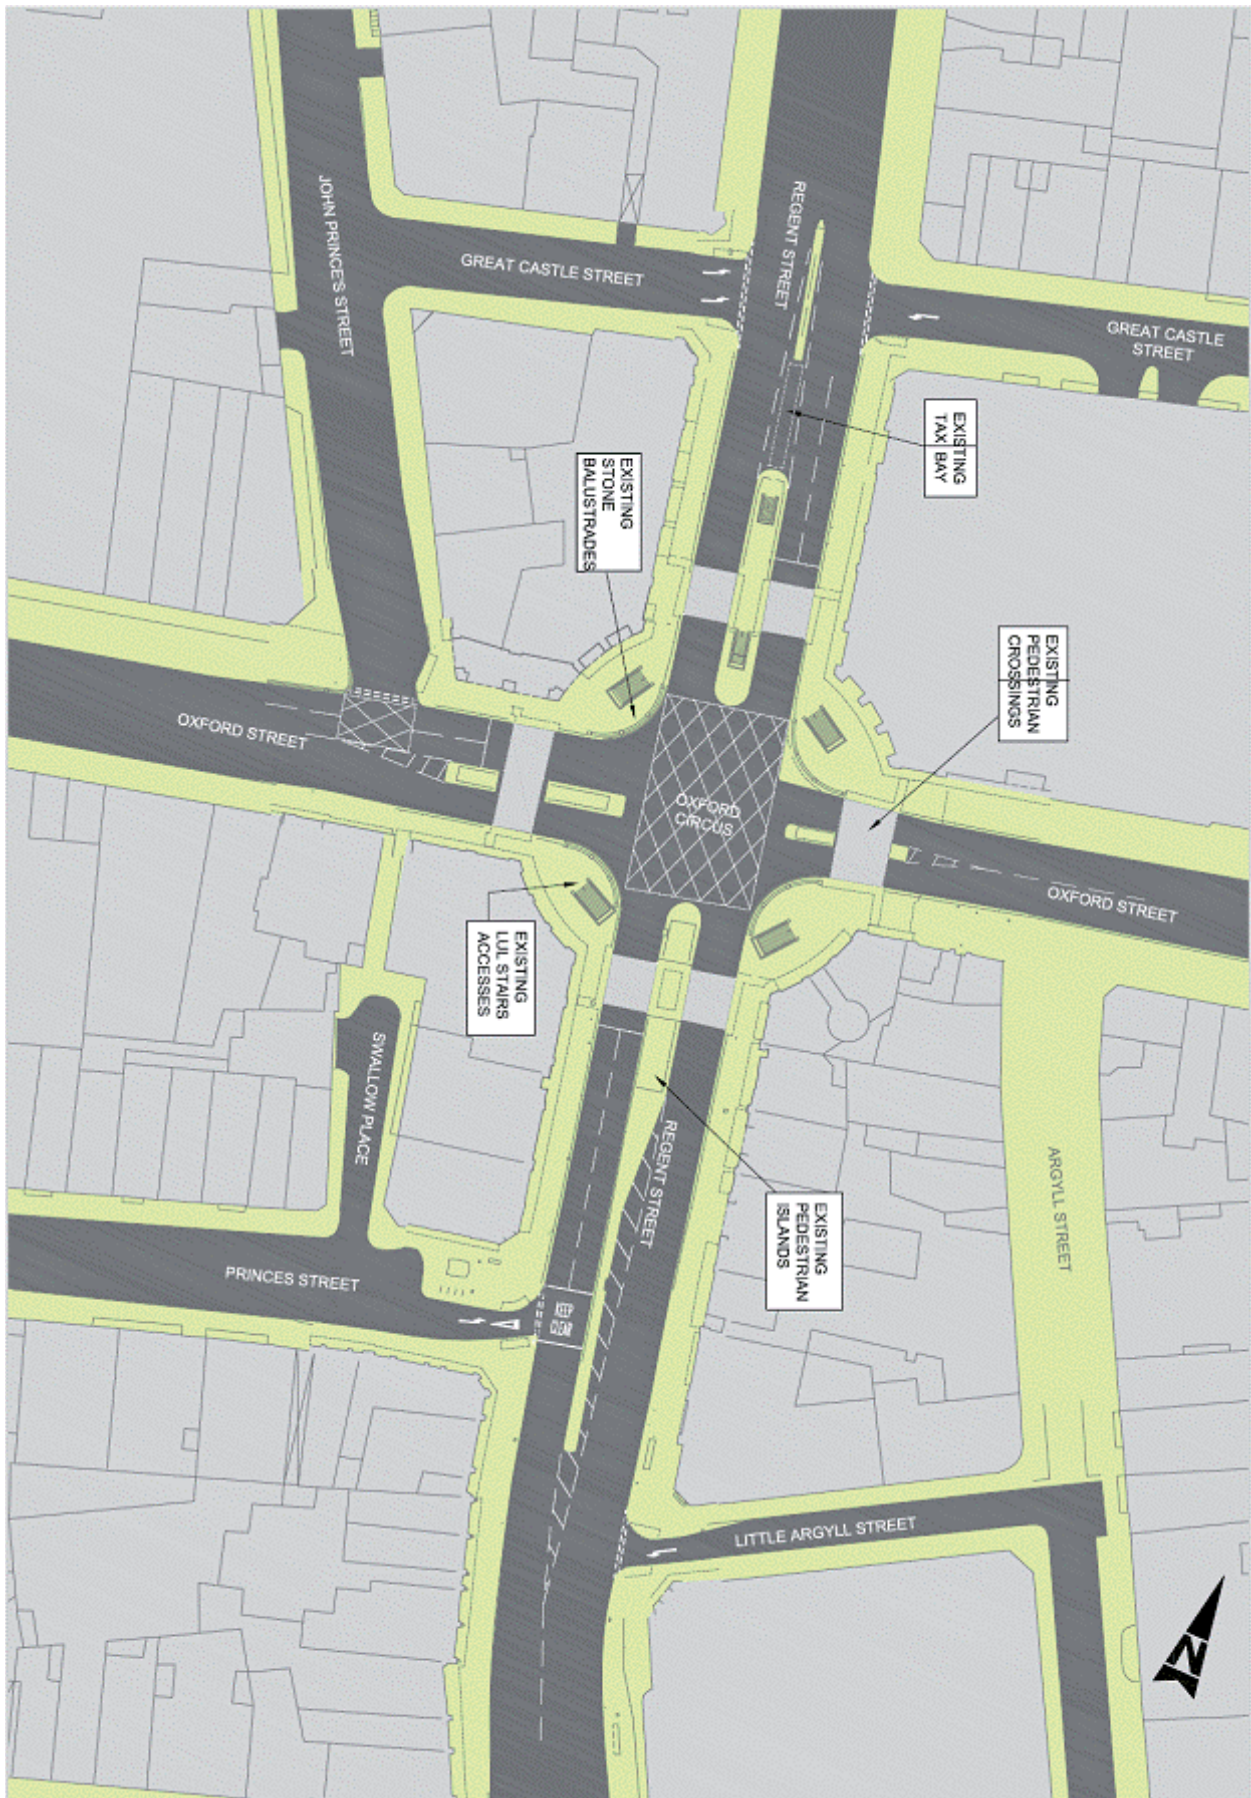 REGENT STREET
JOHN PRINCE'S STREET
GREAT CASTLE STREET
GREAT CASTLE
STREET
EXISTING
TAX BAY
EXISTING
STONE
BALUSTRADES
EXISTING
PEDESTRIAN
CROSSINGS
OXFORD STREET
OXFORD
CIRCUS
OXFORD STREET
EXISTING
LUL STAIRS
ACCESSES
SWALLOW PLACE
REGENT STREET
ARGYLL STREET
EXISTING
PEDESTRIAN
ISLANDS
PRINCES STREET
KEEP
CLEAR
LITTLE ARGYLL STREET
N